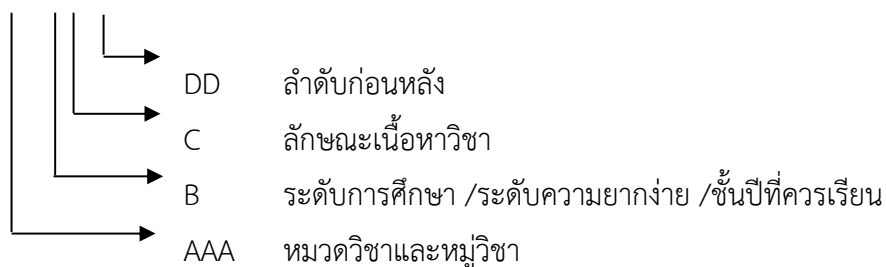 DD ลำดับก่อนหลัง
C ลักษณะเนื้อหาวิชา
B ระดับการศึกษา /ระดับความยากง่าย /ชั้นปีที่ควรเรียน
AAA หมวดวิชาและหมู่วิชา